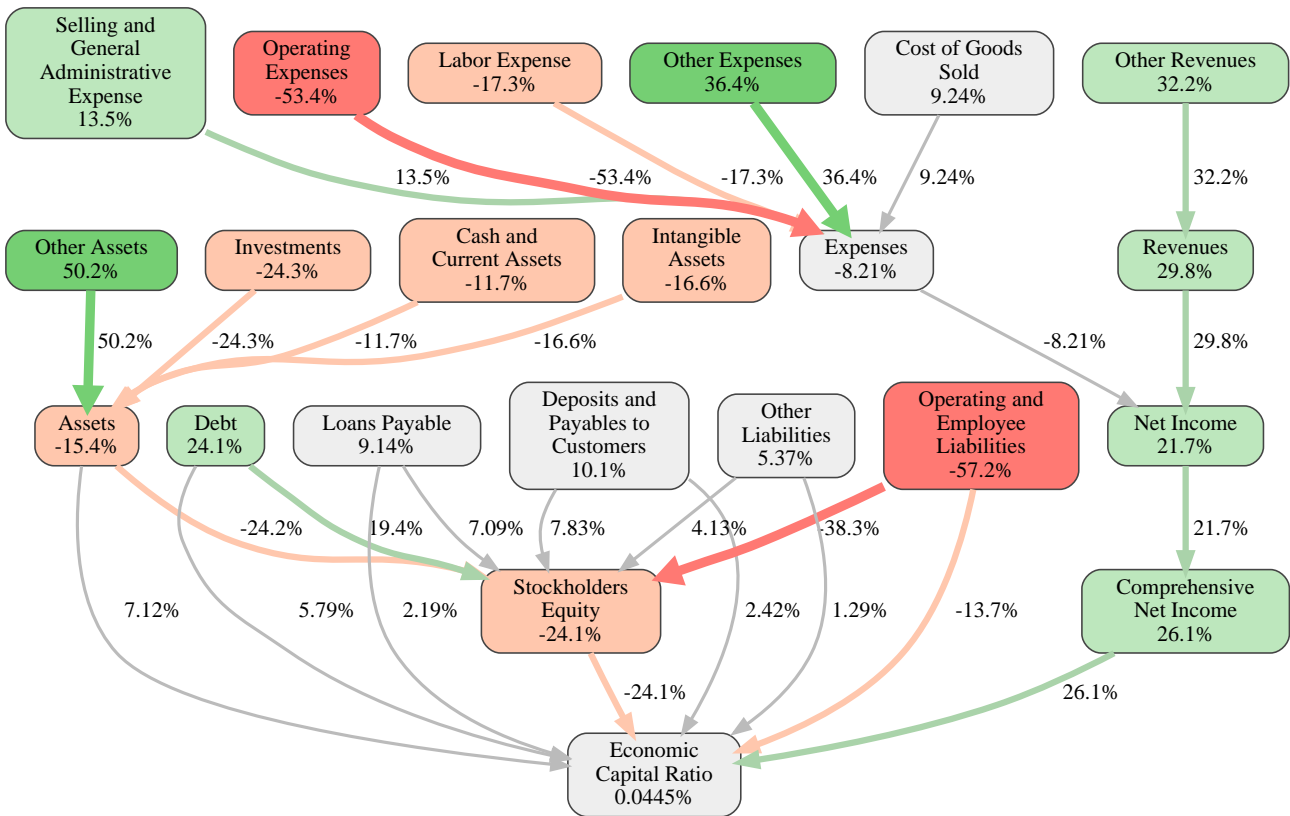 Selling and
General
Administrative
Expense
13.5%
Operating
Expenses
-53.4%
Labor Expense
-17.3%
Other Expenses
36.4%
Cost of Goods
Sold
9.24%
Other Revenues
32.2%
13.5%
-53.4%
-17.3%
36.4%
9.24%
32.2%
Other Assets
50.2%
Investments
-24.3%
Cash and
Current Assets
-11.7%
Intangible
Assets
-16.6%
Expenses
-8.21%
Revenues
29.8%
50.2%
-24.3%
-11.7%
-16.6%
-8.21%
29.8%
Assets
-15.4%
Debt
24.1%
Loans Payable
9.14%
Deposits and
Payables to
Customers
10.1%
Other
Liabilities
5.37%
Operating and
Employee
Liabilities
-57.2%
Net Income
21.7%
-24.2%
19.4%
7.09%
7.83%
4.13%
-38.3%
21.7%
7.12%
5.79%
2.19%
Stockholders
Equity
-24.1%
2.42%
1.29%
-13.7%
Comprehensive
Net Income
26.1%
-24.1%
26.1%
Economic
Capital Ratio
0.0445%